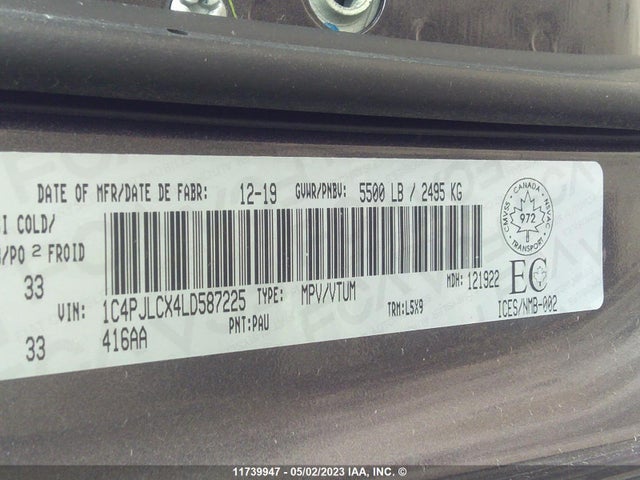 DATE OF MFR/DATE DE FABR: 12-19 GVWR/PNBV: 5500 LB / 2495 KG
I COLD/
/PO 2 FROID
33
VIN: 1C4PJLCX4LD587225 TYPE: MPV/VTUM MDH: 121922
33 416AA PNT: PAU TRM: L5X9
CMVSS CANADA NSVAC
972
TRANSPORT
EC
ICES/NMB-002
11739947 - 05/02/2023 IAA, INC. ©